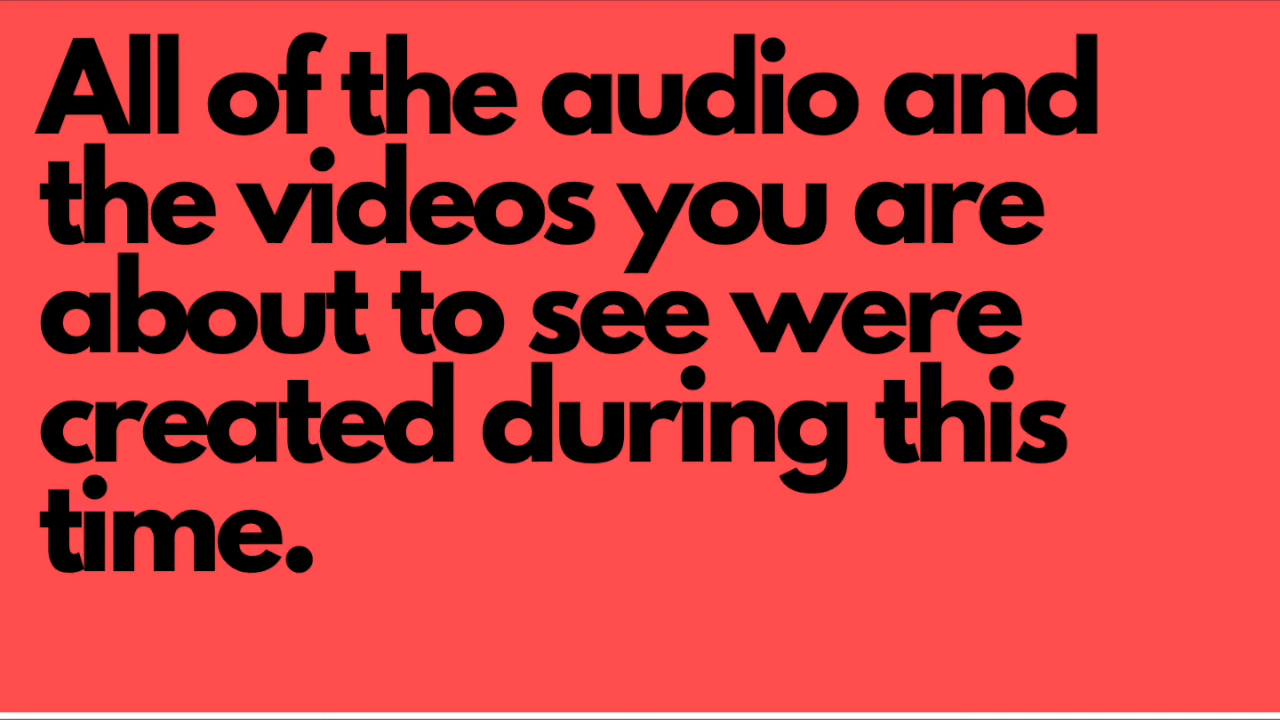 All of the audio and
the videos you are
about to see were
created during this
time.